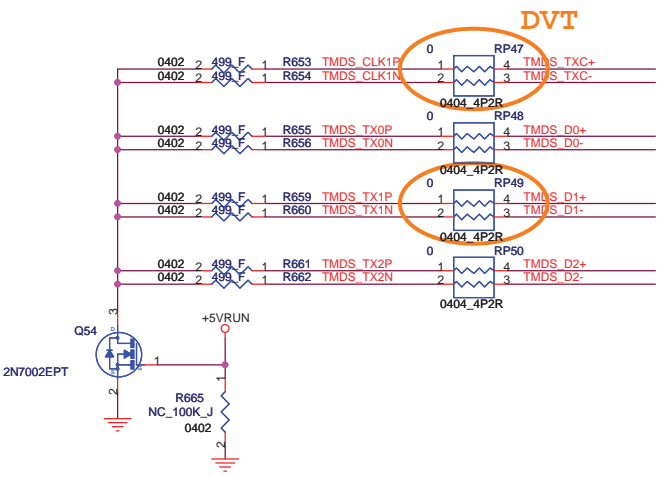 DVT
0 RP47
0402 2 499_F 1 R653 TMDS_CLK1P 1 4 TMDS_TXC+
0402 2 499_F 1 R654 TMDS_CLK1N 2 3 TMDS_TXC-
0404_4P2R
0 RP48
0402 2 499_F 1 R655 TMDS_TX0P 1 4 TMDS_D0+
0402 2 499_F 1 R656 TMDS_TX0N 2 3 TMDS_D0-
0404_4P2R
0 RP49
0402 2 499_F 1 R659 TMDS_TX1P 1 4 TMDS_D1+
0402 2 499_F 1 R660 TMDS_TX1N 2 3 TMDS_D1-
0404_4P2R
0 RP50
0402 2 499_F 1 R661 TMDS_TX2P 1 4 TMDS_D2+
0402 2 499_F 1 R662 TMDS_TX2N 2 3 TMDS_D2-
0404_4P2R
3
+5VRUN
Q54
1
2N7002EPT
2
1
R665
NC_100K_J
0402
2